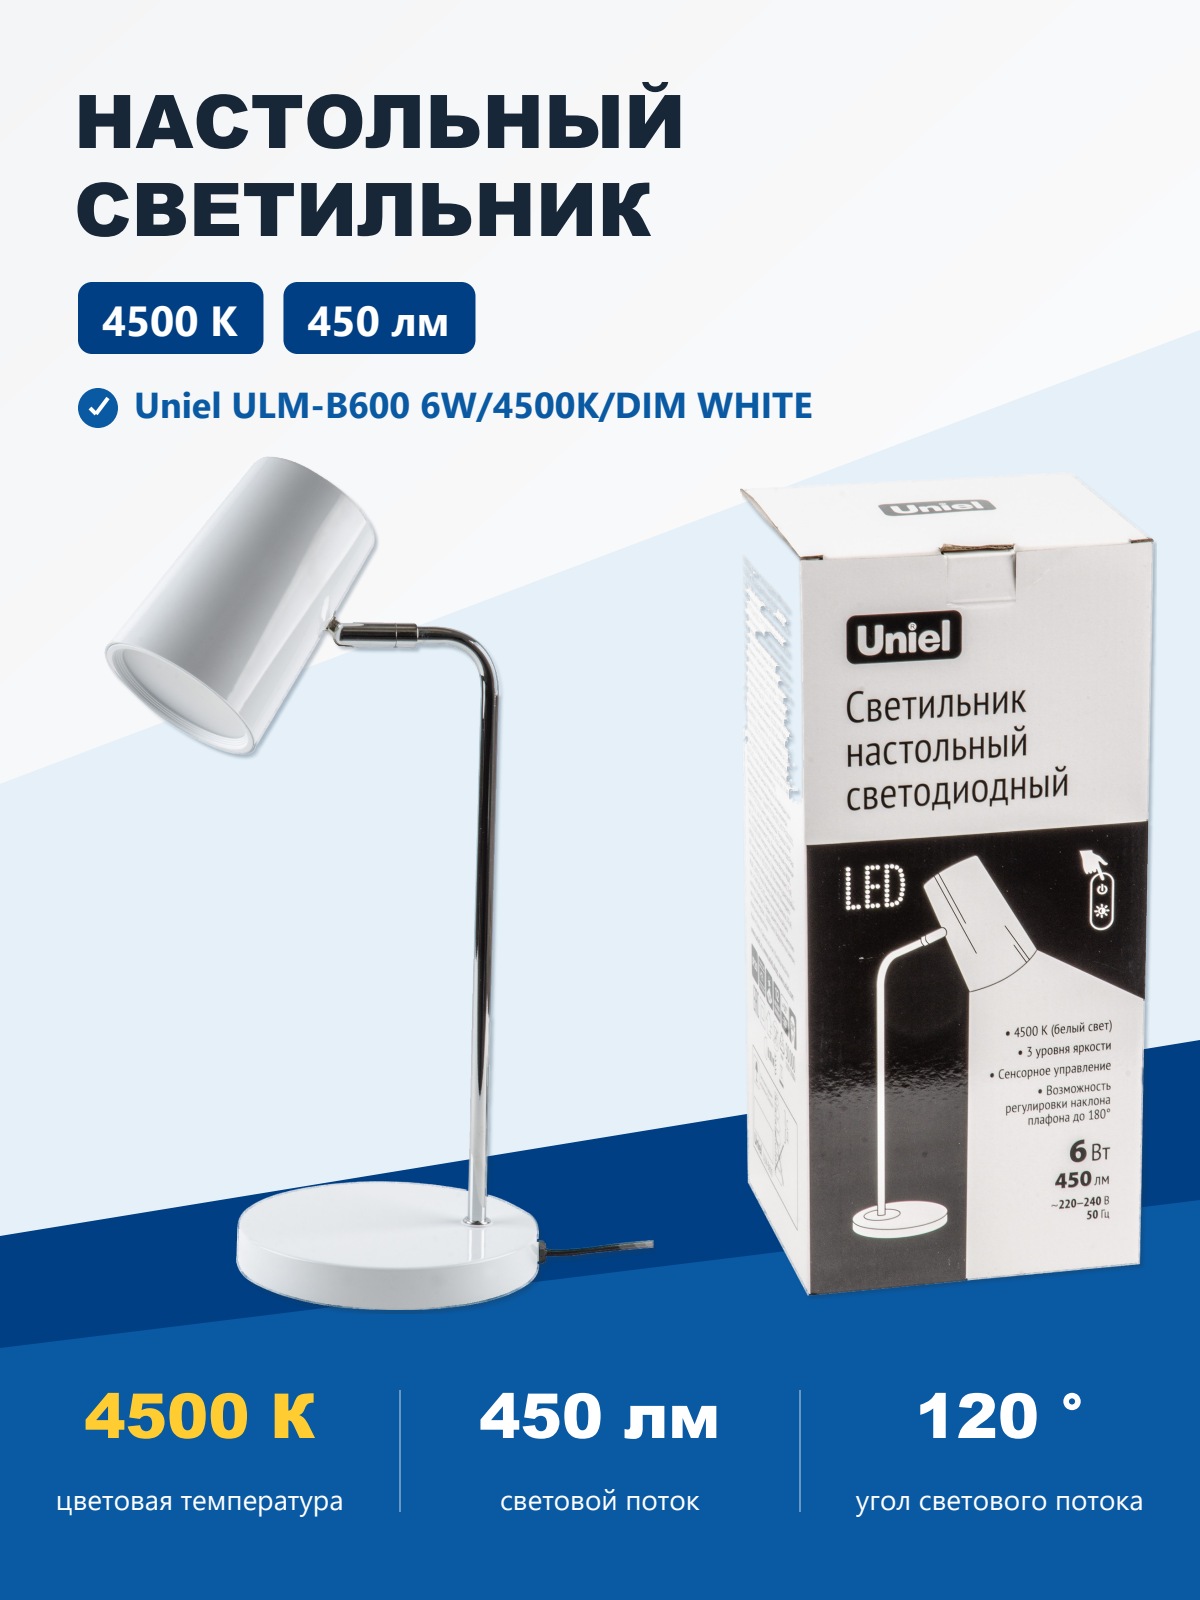 НАСТОЛЬНЫЙ
СВЕТИЛЬНИК
4500 К
450 лм
Uniel ULM-B600 6W/4500K/DIM WHITE
Uniel
Uniel®
Светильник
настольный
светодиодный
LED
• 4500 К (белый свет)
• 3 уровня яркости
• Сенсорное управление
• Возможность
регулировки наклона
плафона до 180°
6 Вт
450 лм
~220–240 В
50 Гц
4500 К
цветовая температура
450 лм
световой поток
120 °
угол светового потока